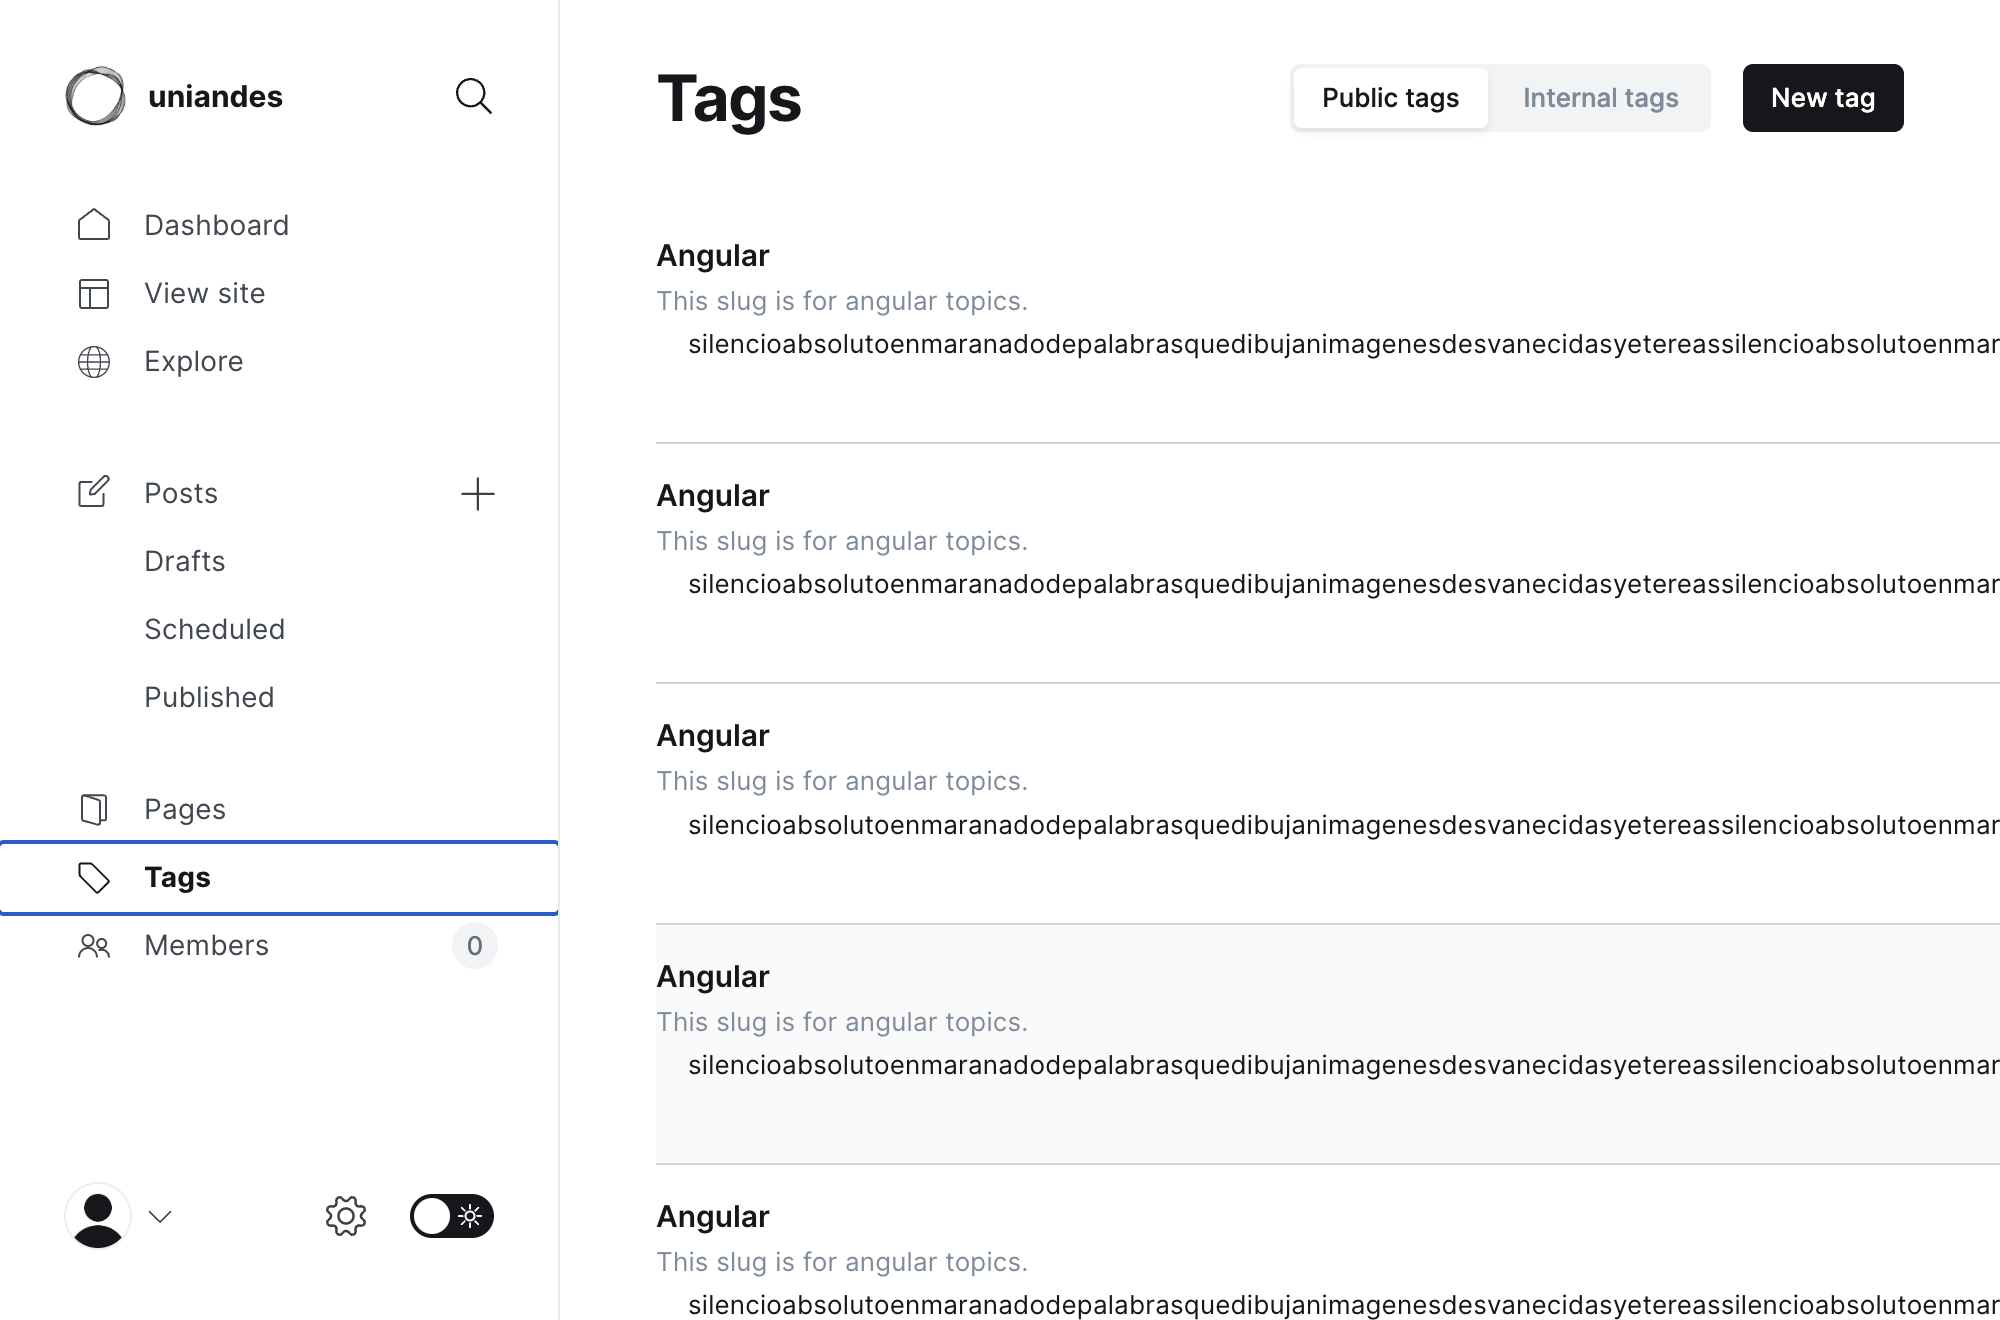 uniandes
Dashboard
View site
Explore
Posts
Drafts
Scheduled
Published
Pages
Tags
Members 0
Tags
Public tags Internal tags New tag
Angular
This slug is for angular topics.
silencioabsolutoenmaranadodepalabrasquedibujanimagenesdesvanecidasyetereassilencioabsolutoenmar
Angular
This slug is for angular topics.
silencioabsolutoenmaranadodepalabrasquedibujanimagenesdesvanecidasyetereassilencioabsolutoenmar
Angular
This slug is for angular topics.
silencioabsolutoenmaranadodepalabrasquedibujanimagenesdesvanecidasyetereassilencioabsolutoenmar
Angular
This slug is for angular topics.
silencioabsolutoenmaranadodepalabrasquedibujanimagenesdesvanecidasyetereassilencioabsolutoenmar
Angular
This slug is for angular topics.
silencioabsolutoenmaranadodepalabrasquedibujanimagenesdesvanecidasyetereassilencioabsolutoenmar